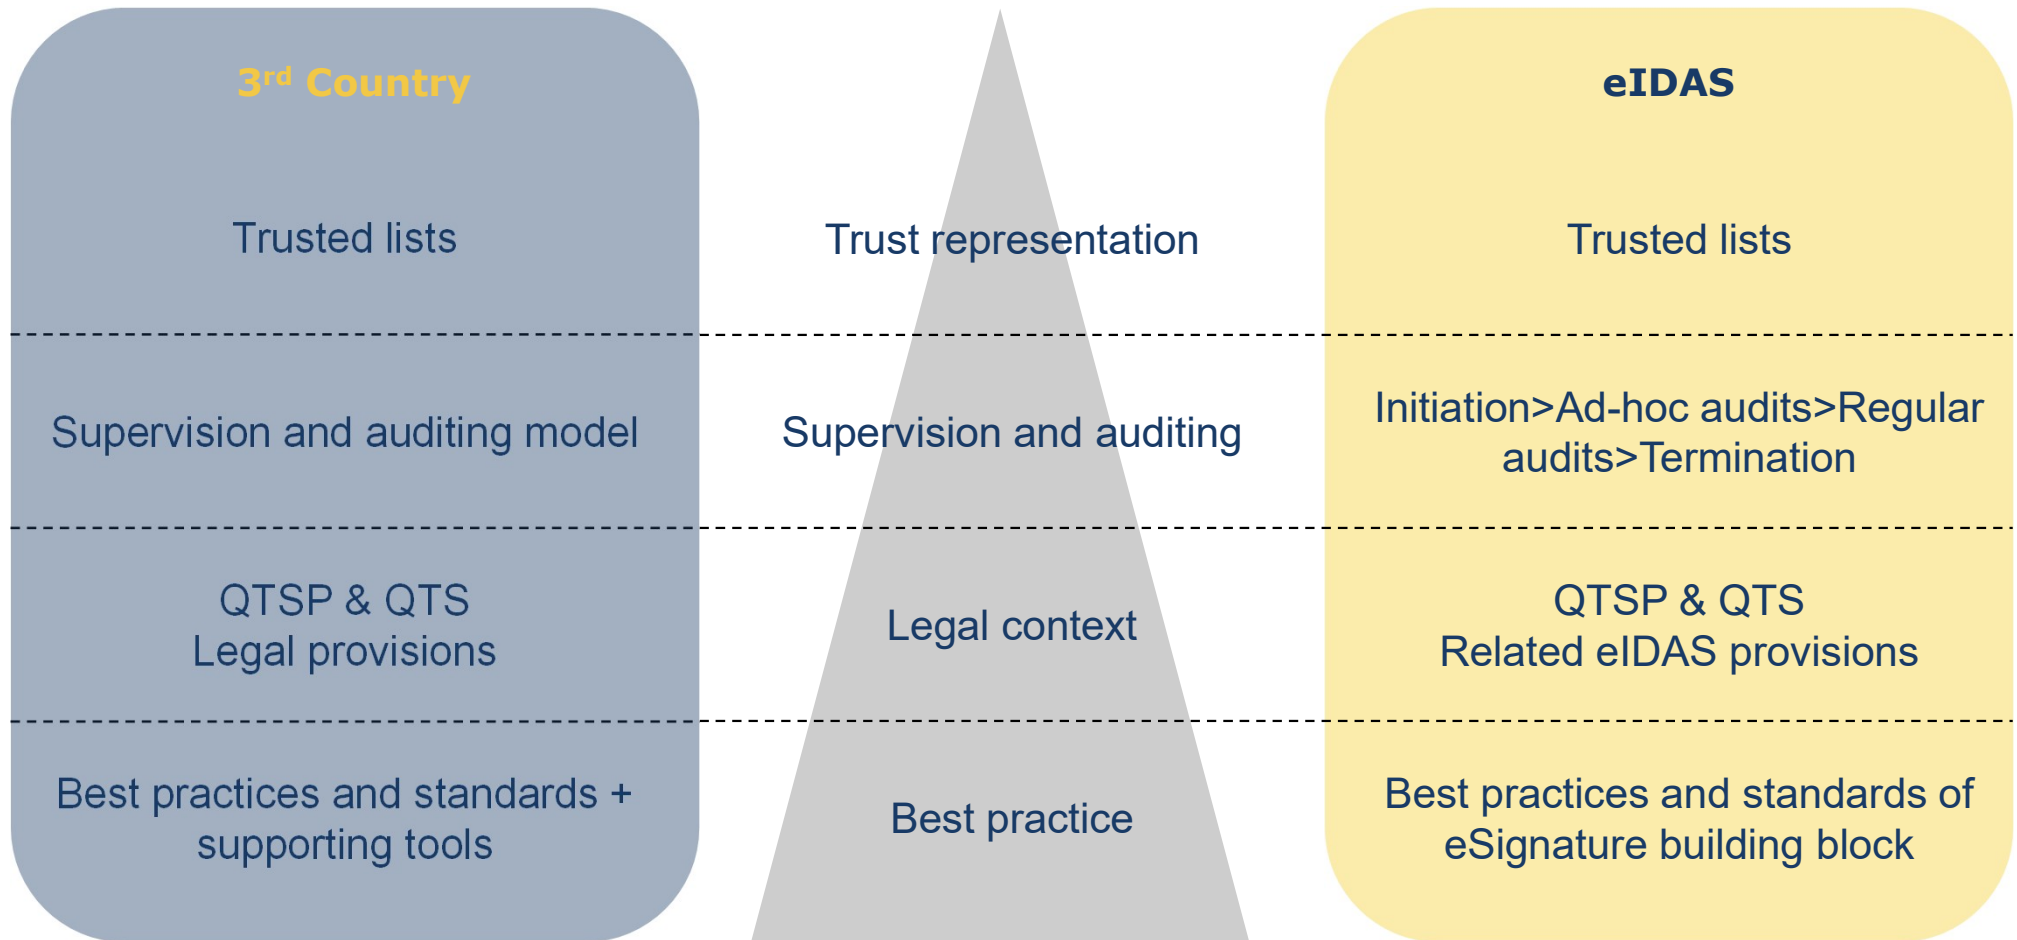 3rd Country
eIDAS
Trusted lists
Trust representation
Trusted lists
Supervision and auditing model
Supervision and auditing
Initiation>Ad-hoc audits>Regular
audits>Termination
QTSP & QTS
Legal provisions
Legal context
QTSP & QTS
Related eIDAS provisions
Best practices and standards +
supporting tools
Best practice
Best practices and standards of
eSignature building block